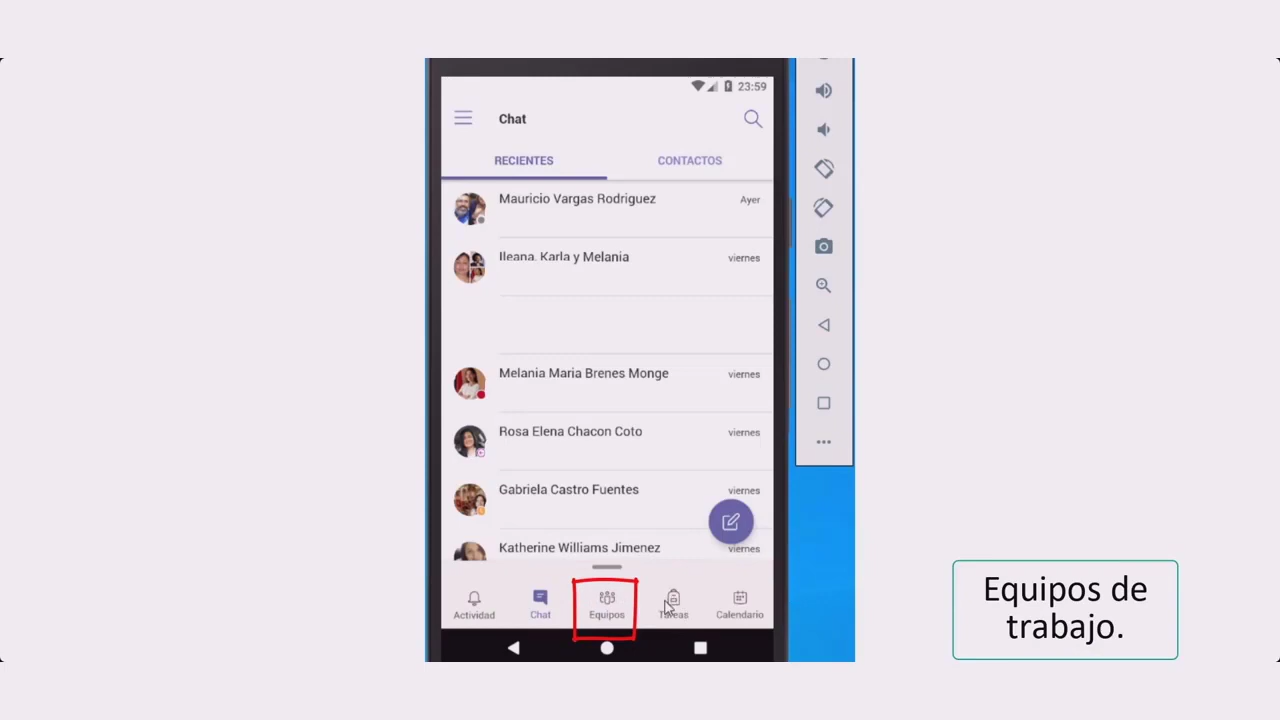 23:59
Chat
RECIENTES
CONTACTOS
Mauricio Vargas Rodriguez
Ayer
Ileana, Karla y Melania
viernes
Melania Maria Brenes Monge
viernes
Rosa Elena Chacon Coto
viernes
Gabriela Castro Fuentes
viernes
Katherine Williams Jimenez
viernes
Actividad
Chat
Equipos
Tareas
Calendario
Equipos de
trabajo.